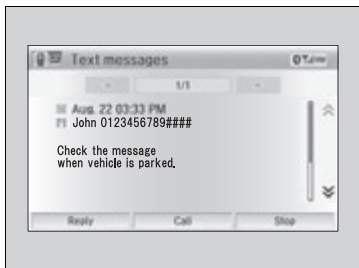 Text messages
1/1
Aug. 22 03:33 PM
John 0123456789####
Check the message
when vehicle is parked.
Reply Call Stop